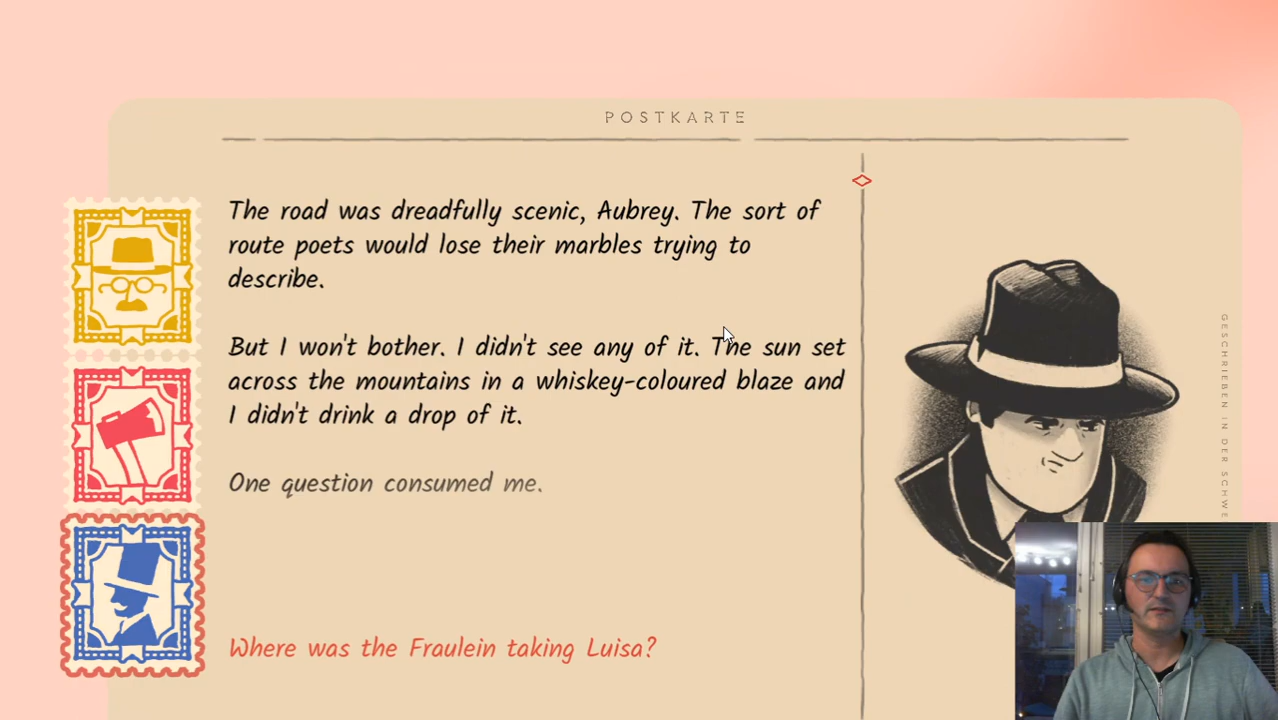 POSTKARTE
The road was dreadfully scenic, Aubrey. The sort of
route poets would lose their marbles trying to
describe.
But I won't bother. I didn't see any of it. The sun set
across the mountains in a whiskey-coloured blaze and
I didn't drink a drop of it.
One question consumed me.
Where was the Fraulein taking Luisa?
GESCHRIEBEN IN DER SCHWE